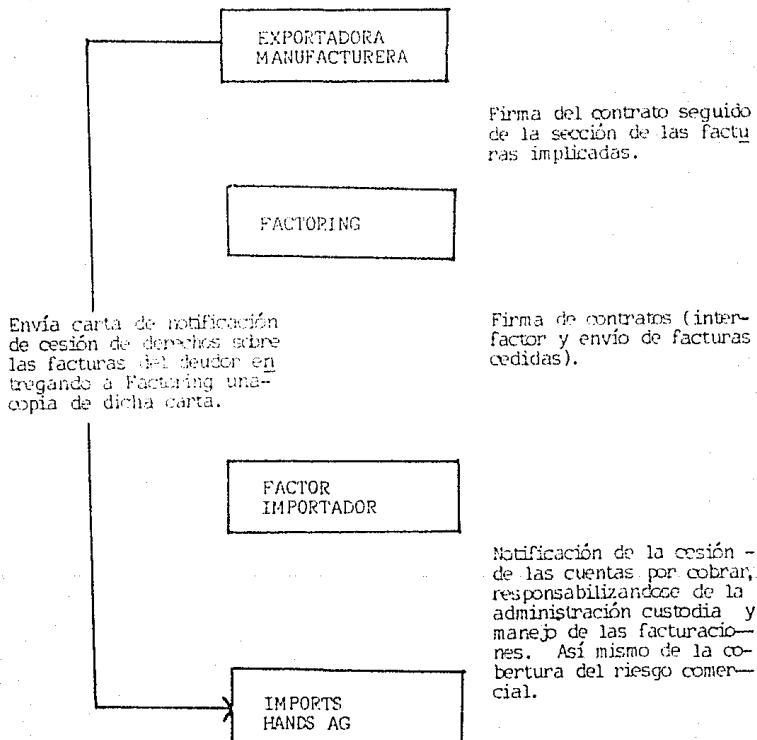 EXPORTADORA
MANUFACTURERA
Firma del contrato seguido
de la sección de las factu
ras implicadas.
FACTORING
Envía carta de notificación
de cesión de derechos sobre
las facturas del deudor en
tregando a Factoring una-
copia de dicha carta.
Firma de contratos (inter-
factor y envío de facturas
cedidas).
FACTOR
IMPORTADOR
Notificación de la cesión -
de las cuentas por cobrar,
responsabilizandose de la
administración custodia y
manejo de las facturacio-
nes. Así mismo de la co-
bertura del riesgo comer-
cial.
IMPORTS
HANDS AG